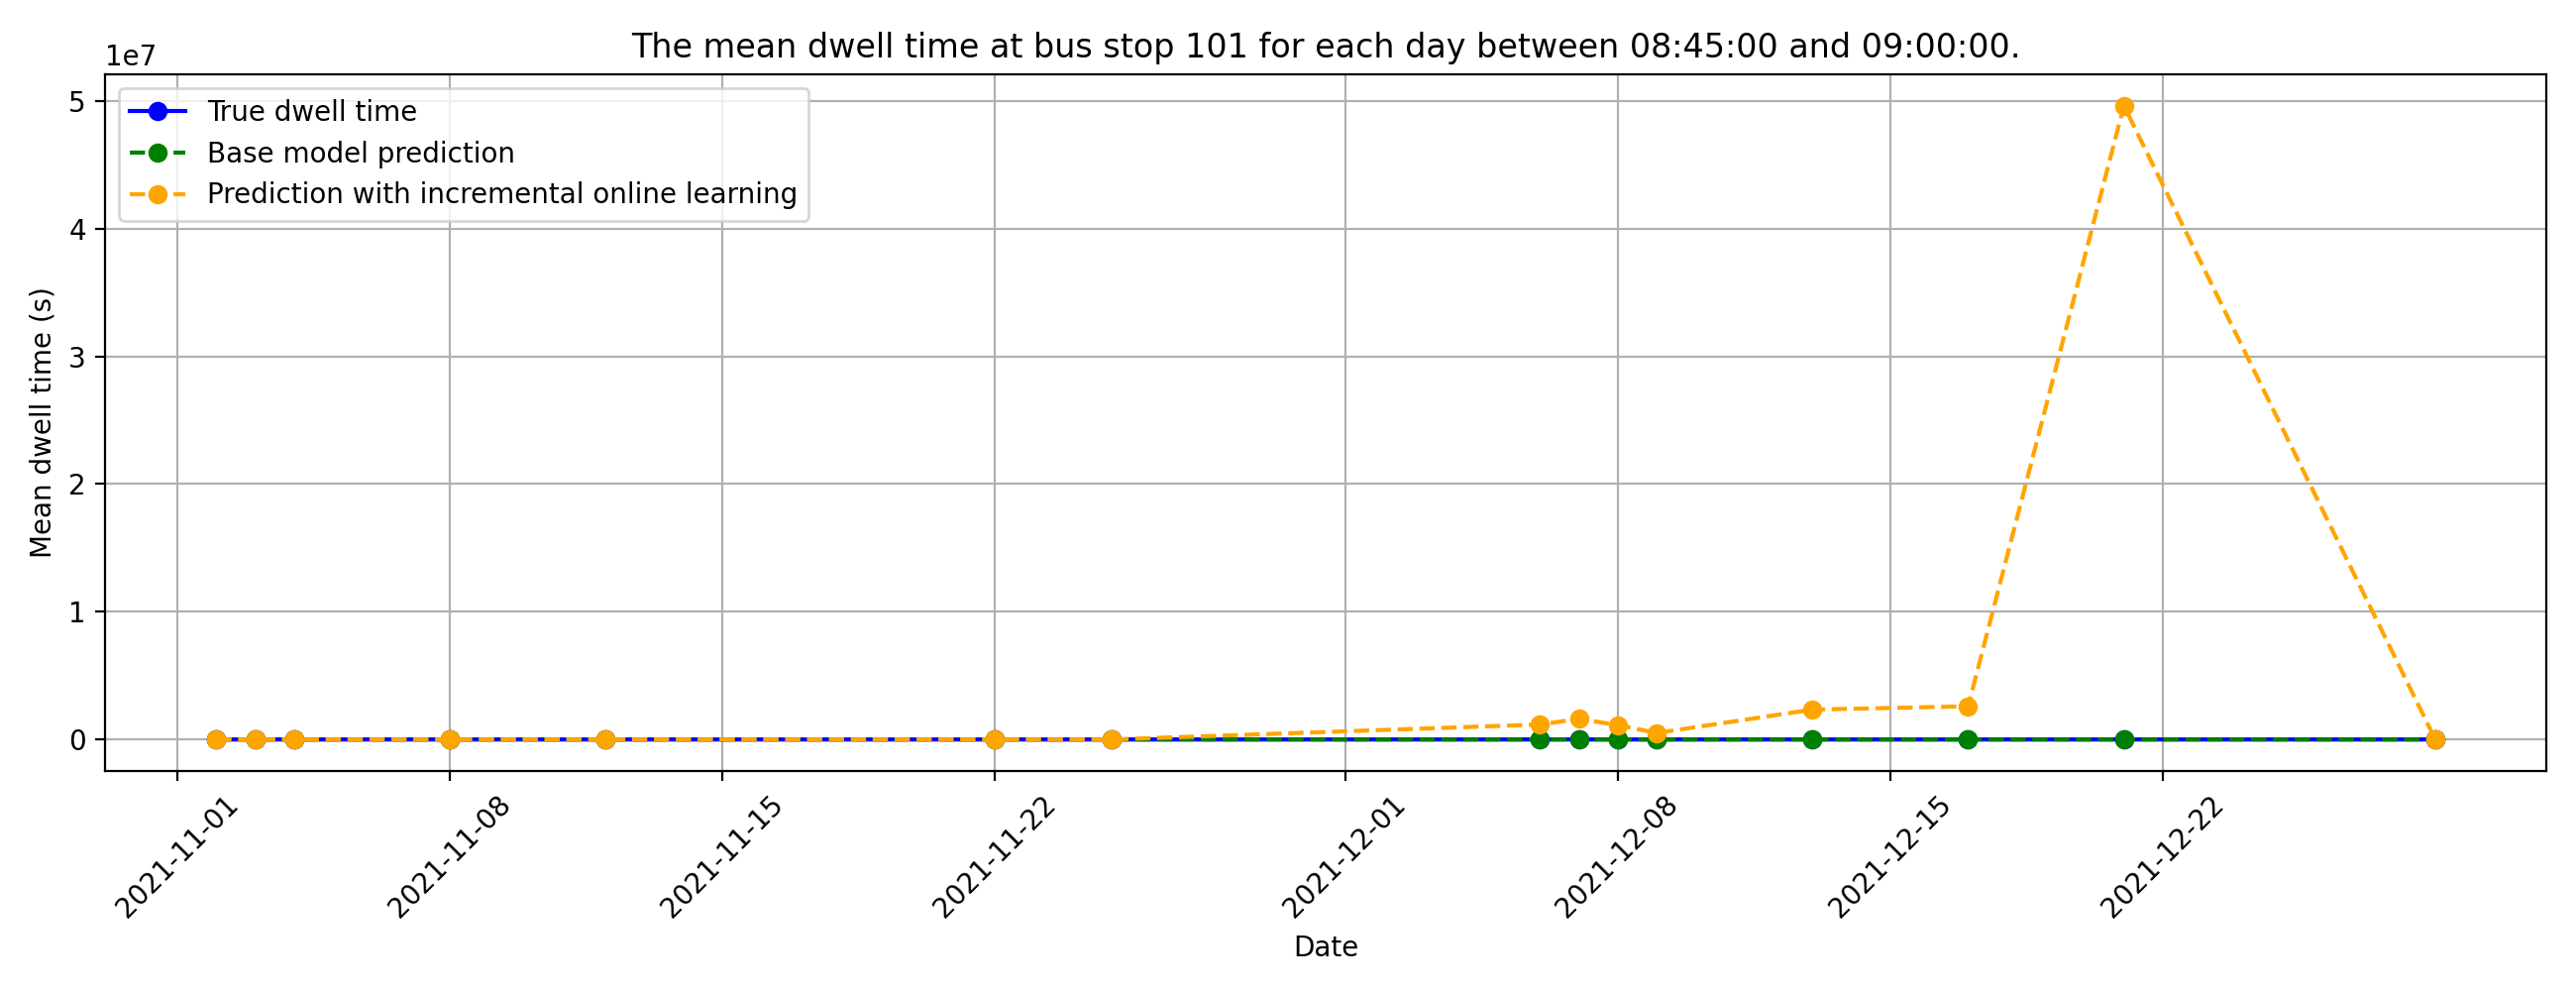 The mean dwell time at bus stop 101 for each day between 08:45:00 and 09:00:00.
1e7
5
4
3
2
1
0
Mean dwell time (s)
True dwell time
Base model prediction
Prediction with incremental online learning
2021-11-01
2021-11-08
2021-11-15
2021-11-22
2021-12-01
2021-12-08
2021-12-15
2021-12-22
Date